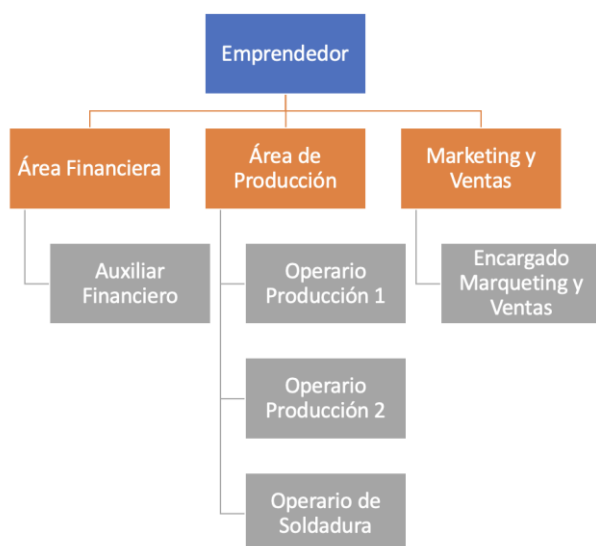 Emprendedor
Área Financiera
Área de
Producción
Marketing y
Ventas
Auxiliar
Financiero
Operario
Producción 1
Encargado
Marqueting y
Ventas
Operario
Producción 2
Operario de
Soldadura